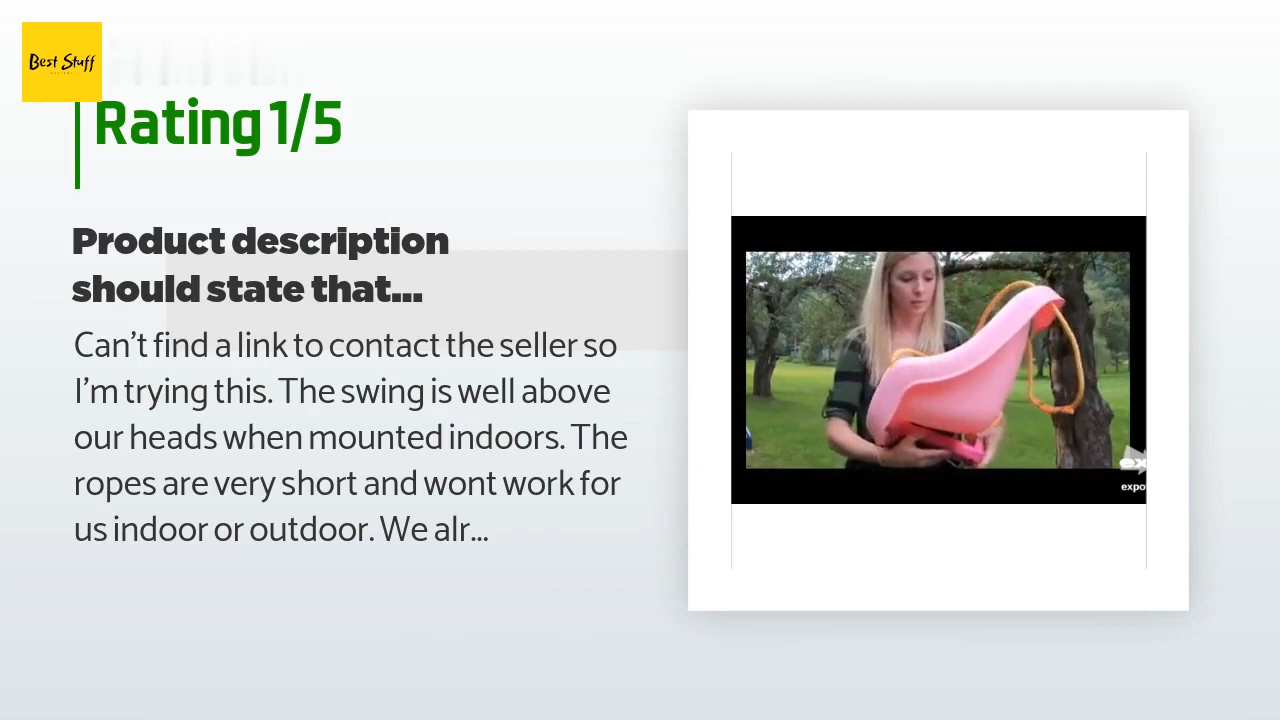 Best Stuff
Rating 1/5
Product description
should state that...
Can't find a link to contact the seller so
I'm trying this. The swing is well above
our heads when mounted indoors. The
ropes are very short and wont work for
us indoor or outdoor. We alr...
ex
expo